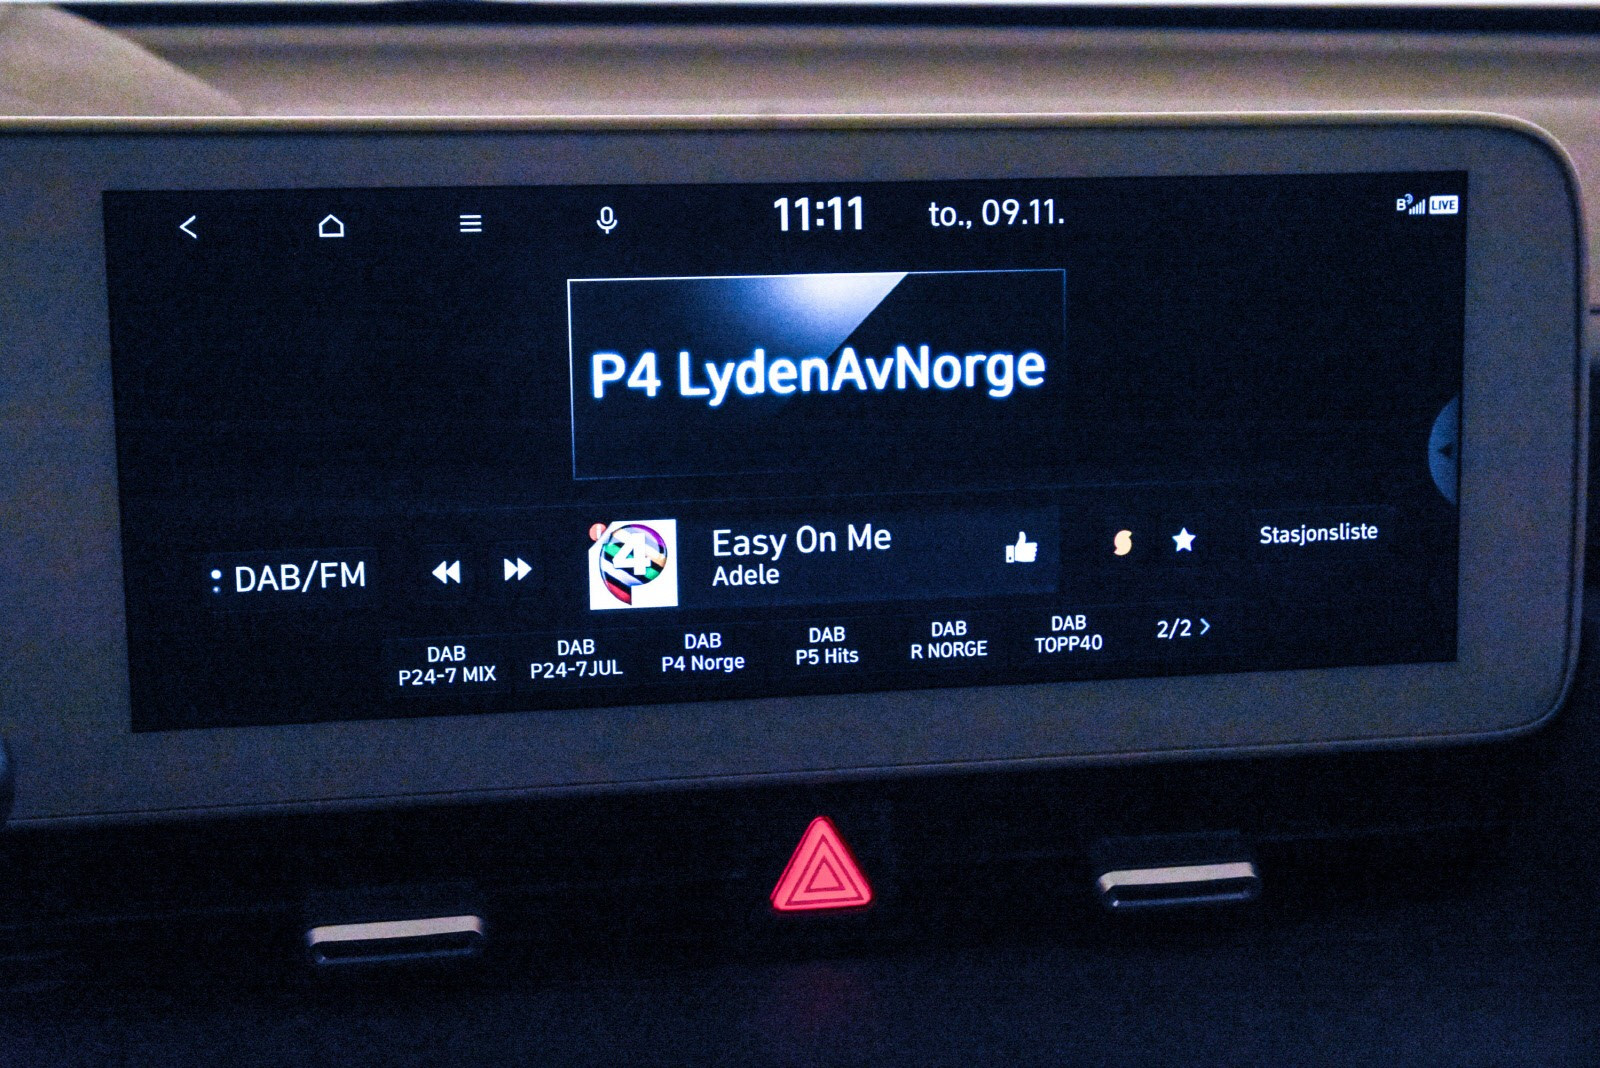 11:11 to., 09.11.
B LIVE
P4 LydenAvNorge
4
Easy On Me
Adele
Stasjonsliste
DAB/FM
DAB
P24-7 MIX
DAB
P24-7JUL
DAB
P4 Norge
DAB
P5 Hits
DAB
R NORGE
DAB
TOPP40
2/2